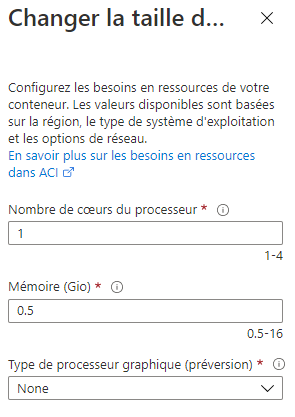 Changer la taille d...
Configurez les besoins en ressources de votre
conteneur. Les valeurs disponibles sont basées
sur la région, le type de système d'exploitation
et les options de réseau.
En savoir plus sur les besoins en ressources
dans ACI
Nombre de cœurs du processeur *
1
1-4
Mémoire (Gio) *
0.5
0.5-16
Type de processeur graphique (préversion) *
None